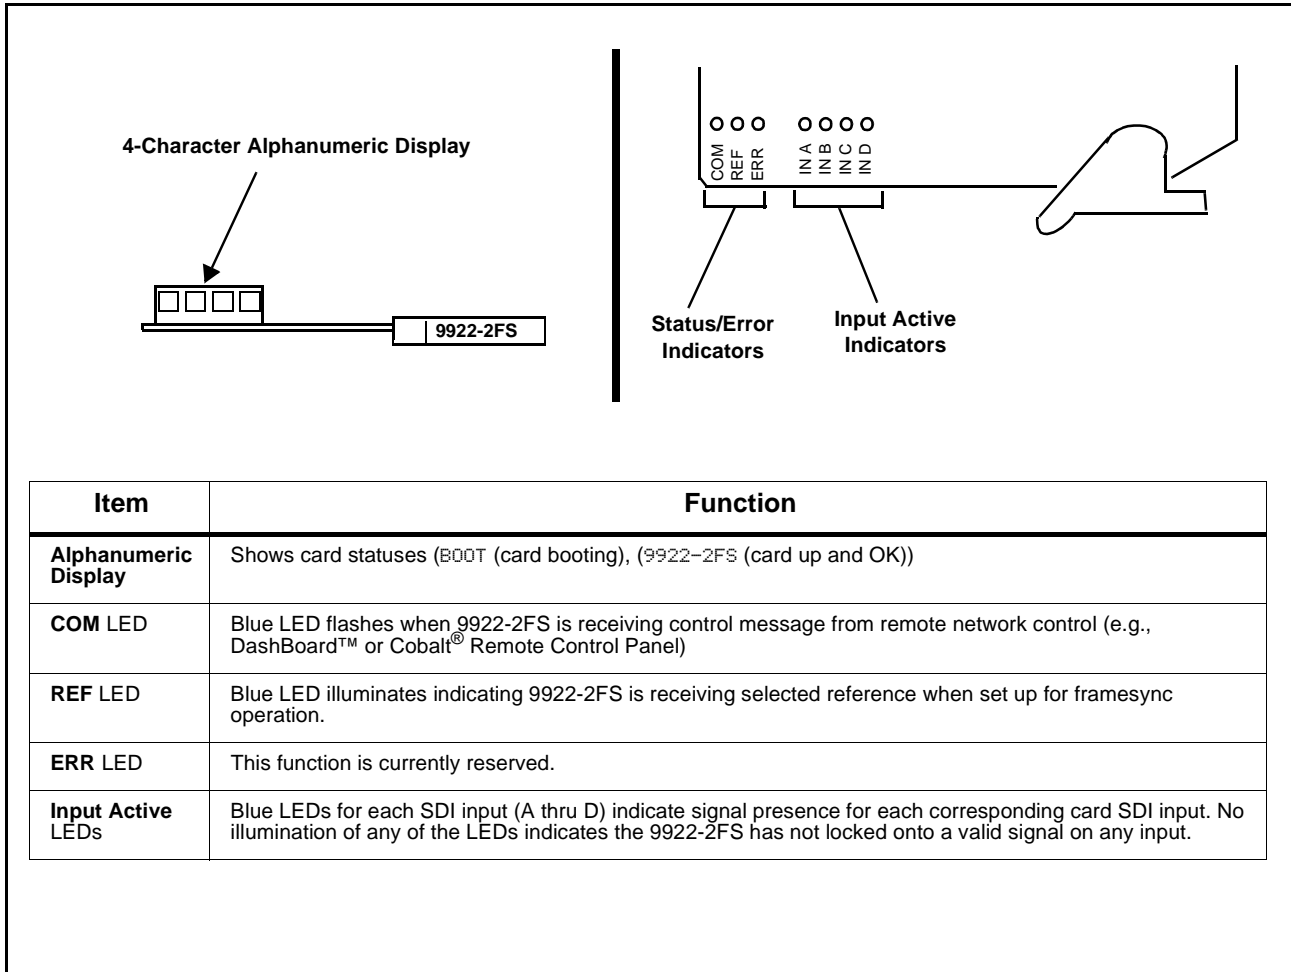 4-Character Alphanumeric Display
9922-2FS
COM
REF
ERR
IN A
IN B
IN C
IN D
Status/Error
Indicators
Input Active
Indicators
Item Function
Alphanumeric
Display
Shows card statuses (BOOT (card booting), (9922-2FS (card up and OK))
COM LED
Blue LED flashes when 9922-2FS is receiving control message from remote network control (e.g.,
DashBoard™ or Cobalt® Remote Control Panel)
REF LED
Blue LED illuminates indicating 9922-2FS is receiving selected reference when set up for framesync
operation.
ERR LED
This function is currently reserved.
Input Active
LEDs
Blue LEDs for each SDI input (A thru D) indicate signal presence for each corresponding card SDI input. No
illumination of any of the LEDs indicates the 9922-2FS has not locked onto a valid signal on any input.